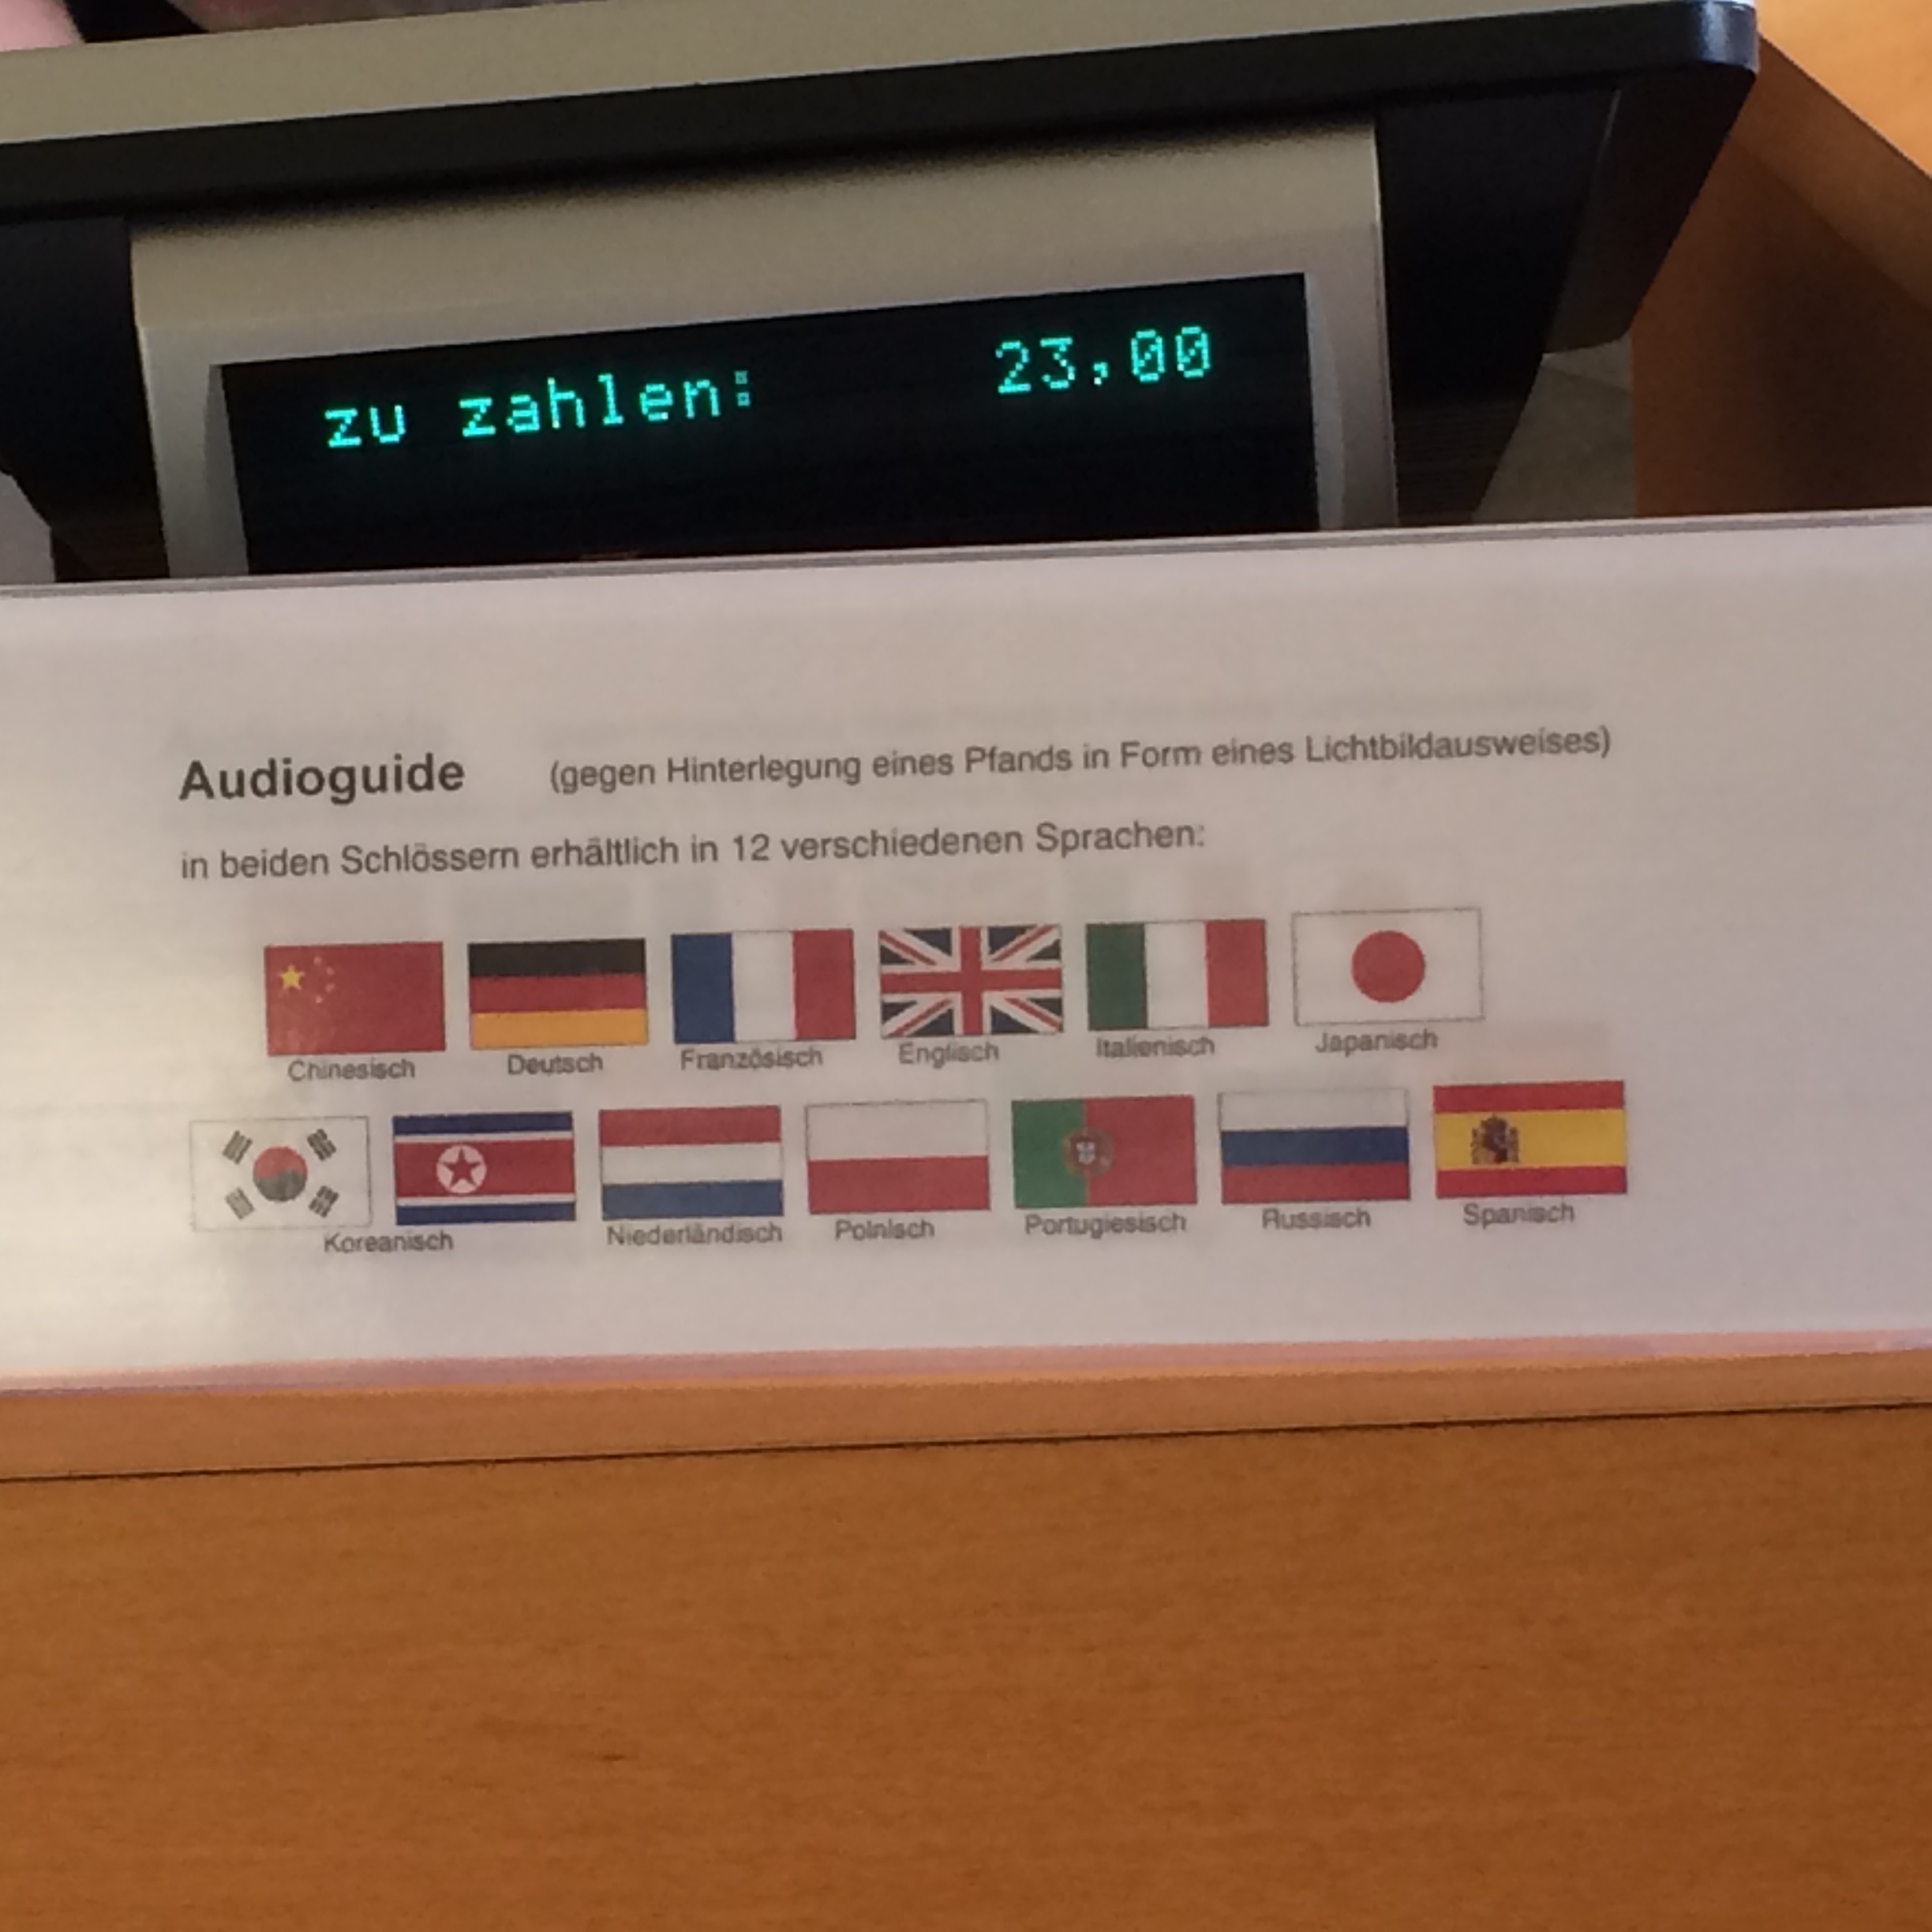 zu zahlen: 23,00
Audioguide (gegen Hinterlegung eines Pfands in Form eines Lichtbildausweises)
in beiden Schlössern erhältlich in 12 verschiedenen Sprachen:
Chinesisch Deutsch Französisch Englisch Italienisch Japanisch
Koreanisch Niederländisch Polnisch Portugiesisch Russisch Spanisch